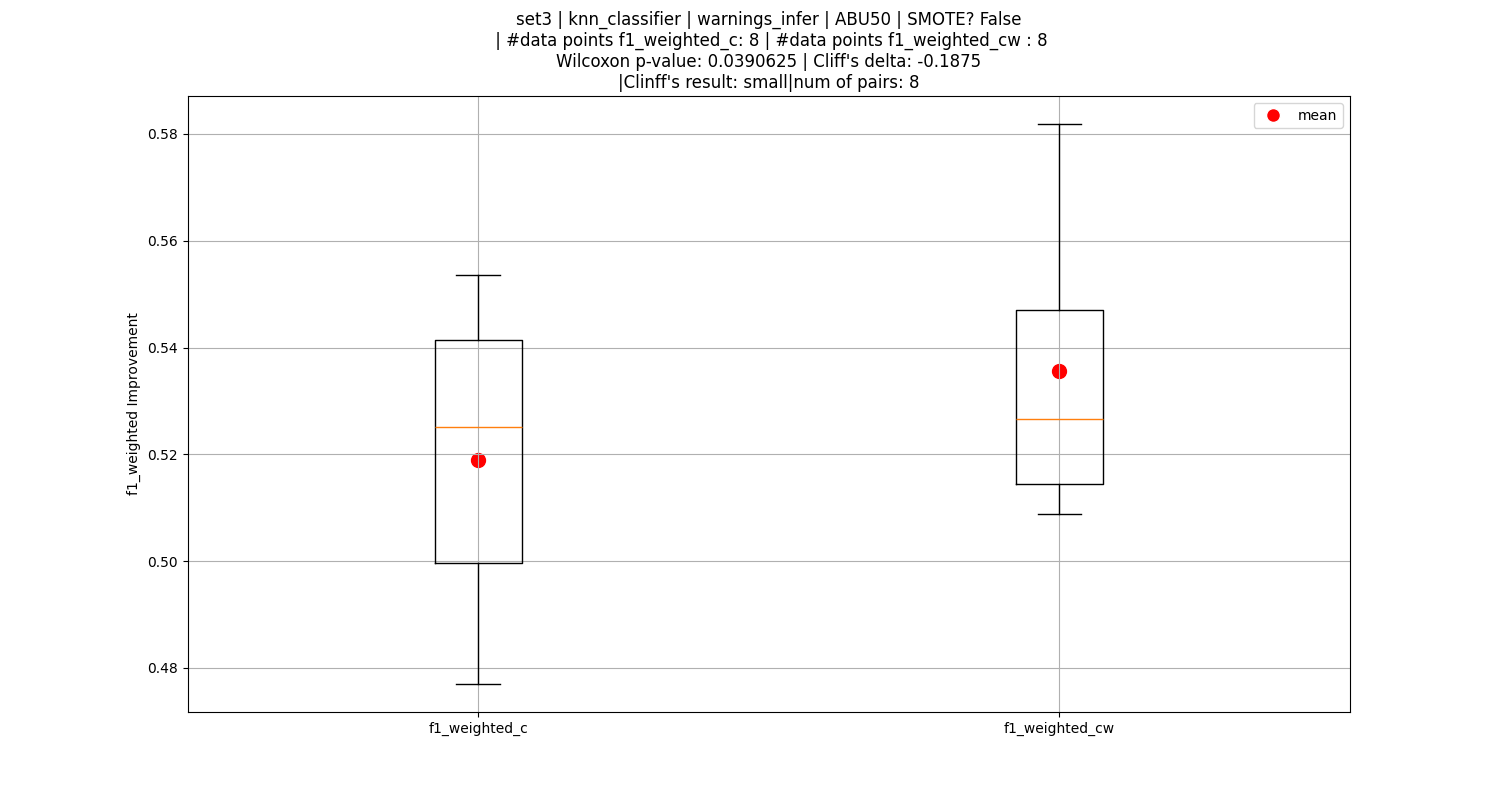 set3 | knn_classifier | warnings_infer | ABU50 | SMOTE? False
| #data points f1_weighted_c: 8 | #data points f1_weighted_cw : 8
Wilcoxon p-value: 0.0390625 | Cliff's delta: -0.1875
|Clinff's result: small|num of pairs: 8
mean
f1_weighted Improvement
0.58
0.56
0.54
0.52
0.50
0.48
f1_weighted_c
f1_weighted_cw